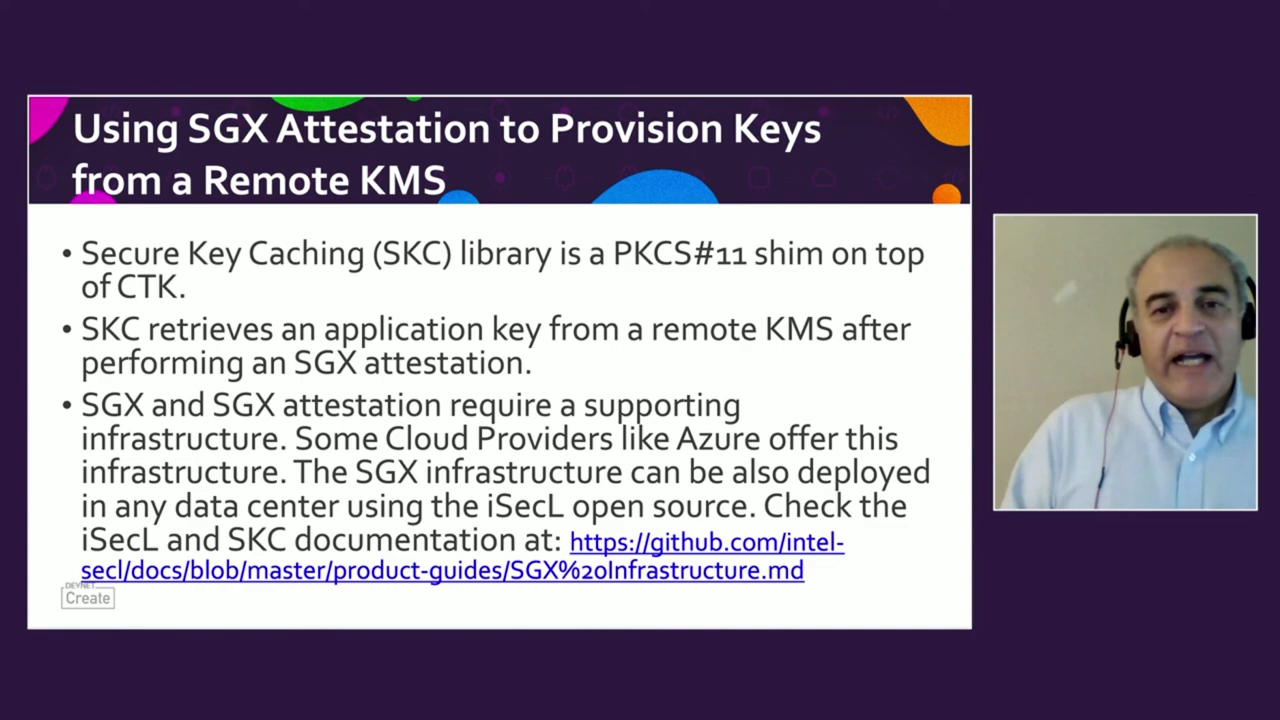 Using SGX Attestation to Provision Keys
from a Remote KMS
• Secure Key Caching (SKC) library is a PKCS#11 shim on top
of CTK.
• SKC retrieves an application key from a remote KMS after
performing an SGX attestation.
• SGX and SGX attestation require a supporting
infrastructure. Some Cloud Providers like Azure offer this
infrastructure. The SGX infrastructure can be also deployed
in any data center using the iSecL open source. Check the
iSecL and SKC documentation at: https://github.com/intel-
secl/docs/blob/master/product-guides/SGX%20Infrastructure.md
DEVNET
Create